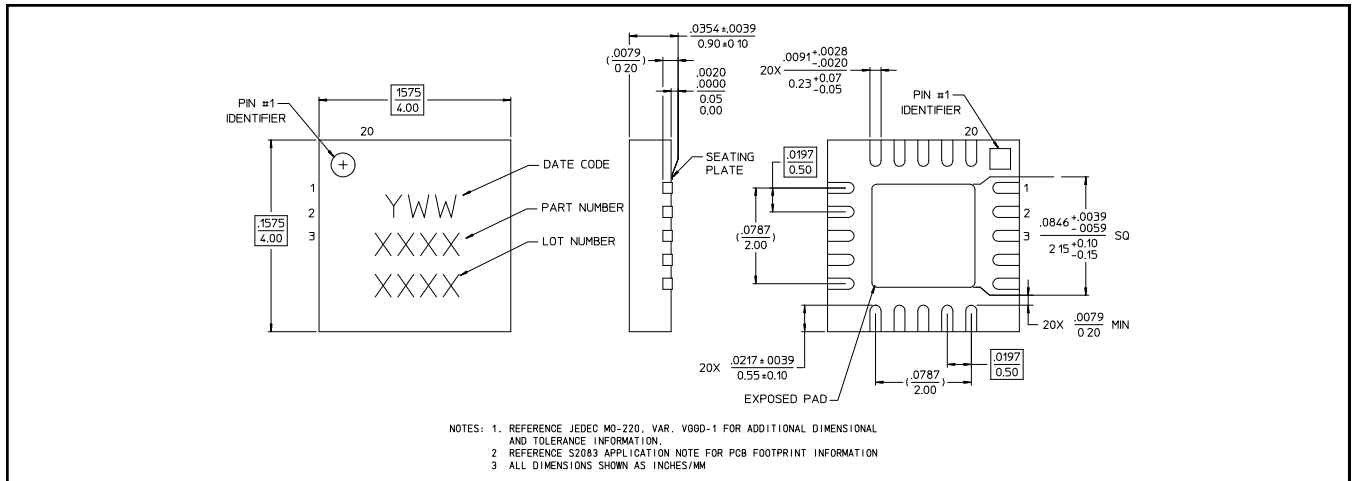 .1575
4.00
PIN #1
IDENTIFIER
20
1
2
3
.1575
4.00
YWW
XXXX
XXXX
DATE CODE
PART NUMBER
LOT NUMBER
.0354±.0039
0.90±0 10
(.0079
0 20)
.0020
.0000
0.05
0.00
SEATING
PLATE
20X .0091+.0028
-.0020
0.23+0.07
-0.05
PIN #1
IDENTIFIER
20
.0197
0.50
(.0787
2.00)
1
2
3
.0846+.0039
-.0059 SQ
2 15+0.10
-0.15
20X .0079 MIN
0 20
20X .0217±.0039
0.55±0.10
.0197
0.50
(.0787
2.00)
EXPOSED PAD
NOTES: 1. REFERENCE JEDEC MO-220, VAR. VGGD-1 FOR ADDITIONAL DIMENSIONAL
AND TOLERANCE INFORMATION.
2 REFERENCE S2083 APPLICATION NOTE FOR PCB FOOTPRINT INFORMATION
3 ALL DIMENSIONS SHOWN AS INCHES/MM